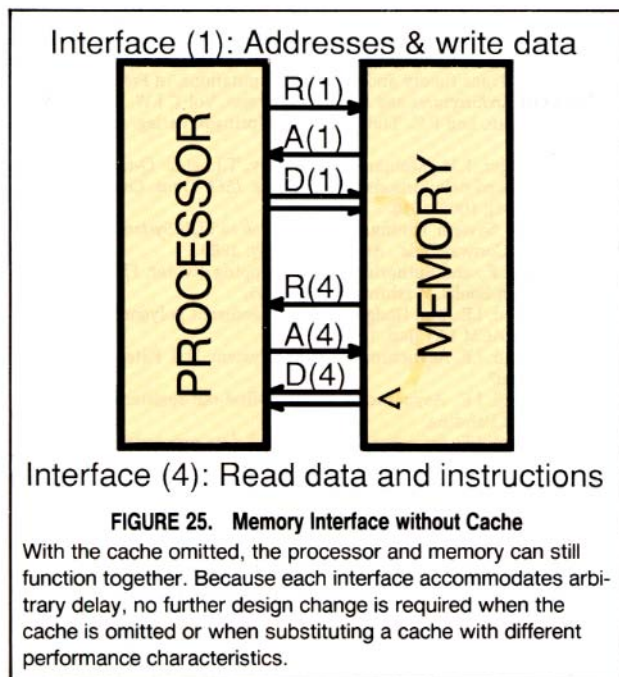 Interface (1): Addresses & write data
PROCESSOR
R(1)
A(1)
D(1)
R(4)
A(4)
D(4)
MEMORY
<
Interface (4): Read data and instructions
FIGURE 25. Memory Interface without Cache
With the cache omitted, the processor and memory can still
function together. Because each interface accommodates arbi-
trary delay, no further design change is required when the
cache is omitted or when substituting a cache with different
performance characteristics.